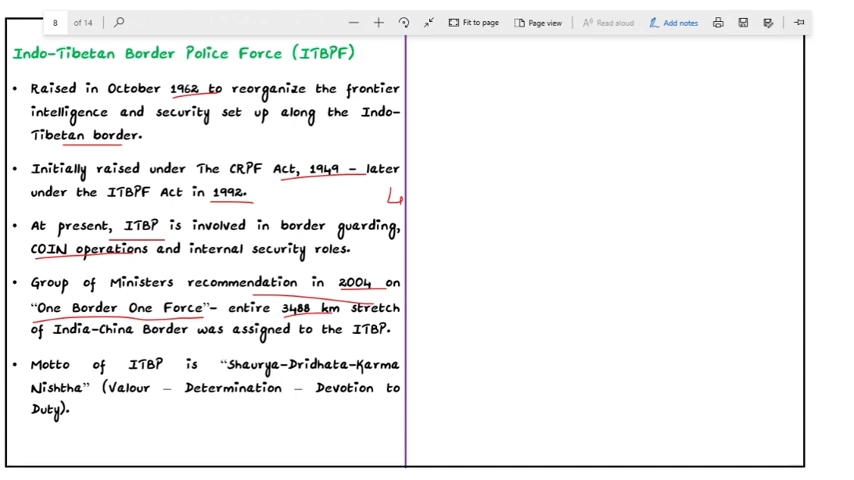 8 of 14
Fit to page
Page view
Read aloud
Add notes
Indo-Tibetan Border Police Force (ITBPF)
• Raised in October 1962 to reorganize the frontier
intelligence and security set up along the Indo-
Tibetan border.
• Initially raised under The CRPF Act, 1949 – later
under the ITBPF Act in 1992.
• At present, ITBP is involved in border guarding,
COIN operations and internal security roles.
• Group of Ministers recommendation in 2004 on
“One Border One Force”- entire 3488 km stretch
of India-China Border was assigned to the ITBP.
• Motto of ITBP is “Shaurya-Dridhata-Karma
Nishtha” (Valour – Determination – Devotion to
Duty).